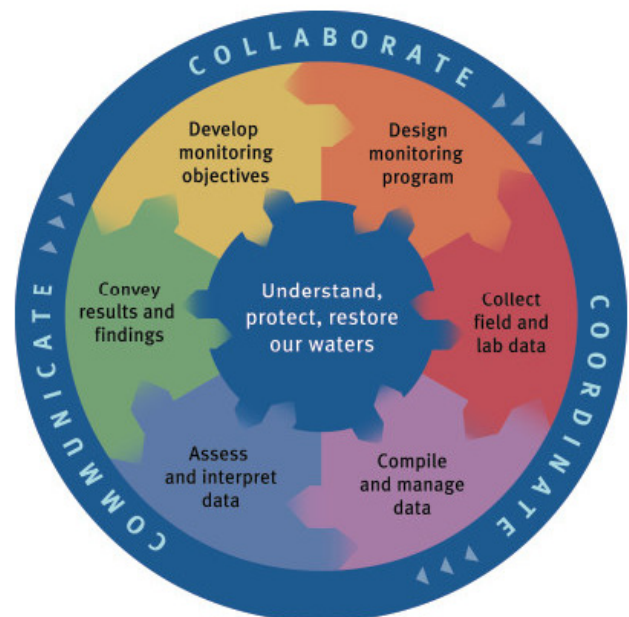 COLLABORATE
COORDINATE
COMMUNICATE
Develop
monitoring
objectives
Design
monitoring
program
Collect
field and
lab data
Compile
and manage
data
Assess
and interpret
data
Convey
results and
findings
Understand,
protect, restore
our waters